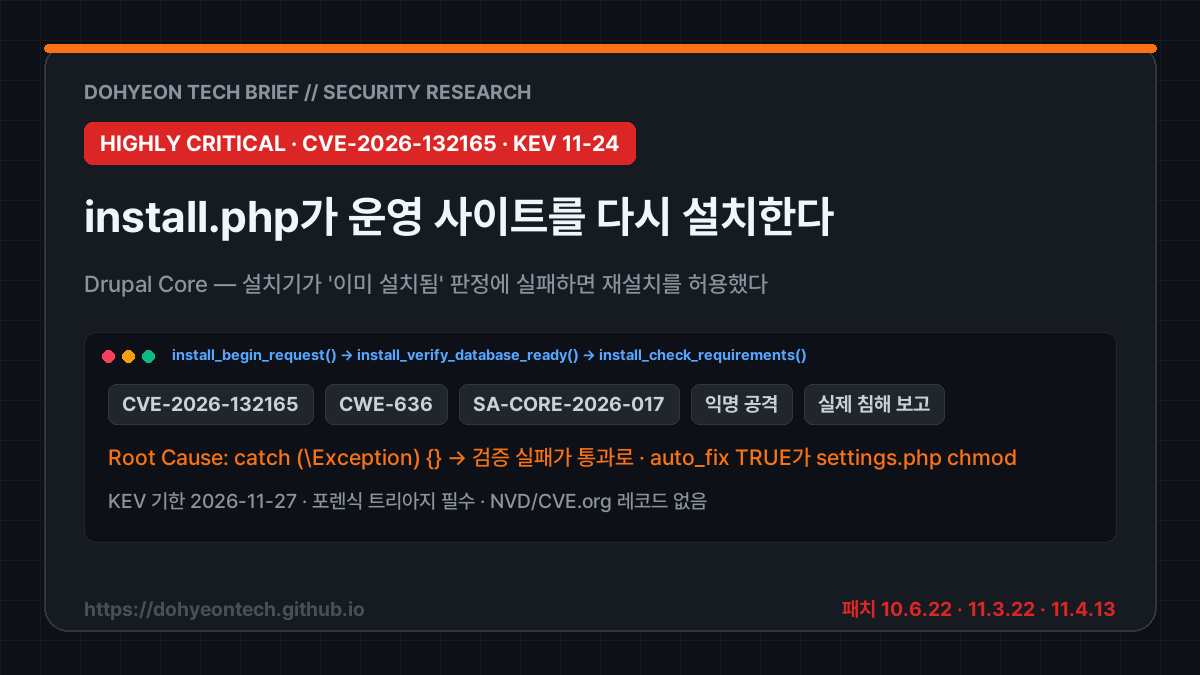 DOHYEON TECH BRIEF // SECURITY RESEARCH
HIGHLY CRITICAL · CVE-2026-132165 · KEV 11-24
install.php가 운영 사이트를 다시 설치한다
Drupal Core — 설치기가 '이미 설치됨' 판정에 실패하면 재설치를 허용했다
install_begin_request() → install_verify_database_ready() → install_check_requirements()
CVE-2026-132165 CWE-636 SA-CORE-2026-017 익명 공격 실제 침해 보고
Root Cause: catch (\Exception) {} → 검증 실패가 통과로 · auto_fix TRUE가 settings.php chmod
KEV 기한 2026-11-27 · 포렌식 트리아지 필수 · NVD/CVE.org 레코드 없음
https://dohyeontech.github.io
패치 10.6.22 · 11.3.22 · 11.4.13